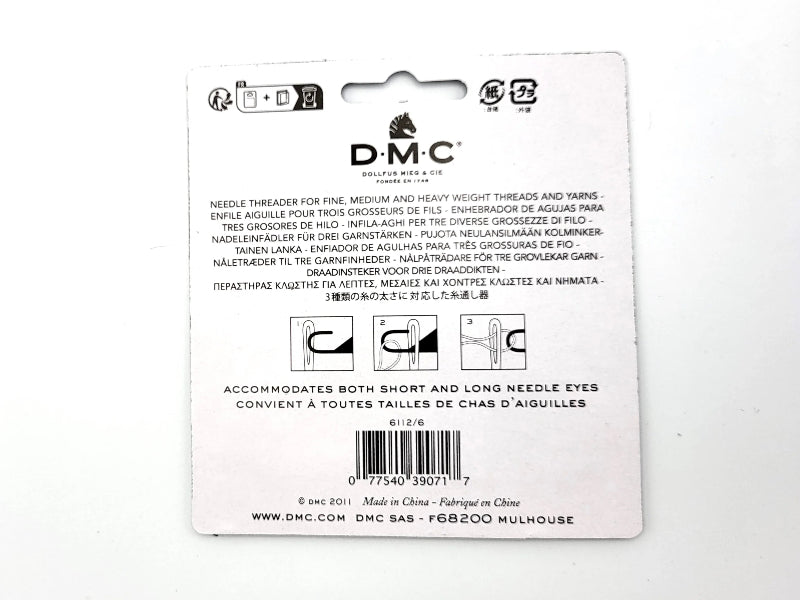 FR
+
紙
台紙
プラ
外装
D·M·C®
DOLLFUS MIEG & CIE
FONDÉE EN 1746
NEEDLE THREADER FOR FINE, MEDIUM AND HEAVY WEIGHT THREADS AND YARNS -
ENFILE AIGUILLE POUR TROIS GROSSEURS DE FILS - ENHEBRADOR DE AGUJAS PARA
TRES GROSORES DE HILO - INFILA-AGHI PER TRE DIVERSE GROSSEZZE DI FILO -
NADELEINFÄDLER FÜR DREI GARNSTÄRKEN - PUJOTA NEULANSILMÄÄN KOLMINKER-
TAINEN LANKA - ENFIADOR DE AGULHAS PARA TRÊS GROSSURAS DE FIO -
NÅLETRÆDER TIL TRE GARNFINHEDER - NÅLPÅTRÄDARE FÖR TRE GROVLEKAR GARN -
DRAADINSTEKER VOOR DRIE DRAADDIKTEN -
ΠΕΡΑΣΤΗΡΑΣ ΚΛΩΣΤΗΣ ΓΙΑ ΛΕΠΤΕΣ, ΜΕΣΑΙΕΣ ΚΑΙ ΧΟΝΤΡΕΣ ΚΛΩΣΤΕΣ ΚΑΙ ΝΗΜΑΤΑ -
3種類の糸の太さに 対応した糸通し器
1 2 3
ACCOMMODATES BOTH SHORT AND LONG NEEDLE EYES
CONVIENT À TOUTES TAILLES DE CHAS D'AIGUILLES
6112/6
0 77540 39071 7
© DMC 2011 Made in China - Fabriqué en Chine
WWW.DMC.COM DMC SAS - F68200 MULHOUSE